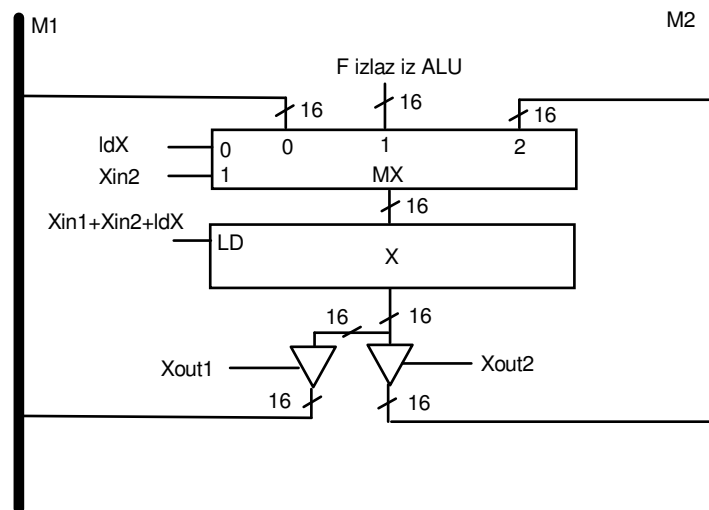 M1
M2
F izlaz iz ALU
16
16
16
ldX
0
0
1
2
Xin2
1
MX
16
Xin1+Xin2+ldX
LD
X
16
16
Xout1
Xout2
16
16